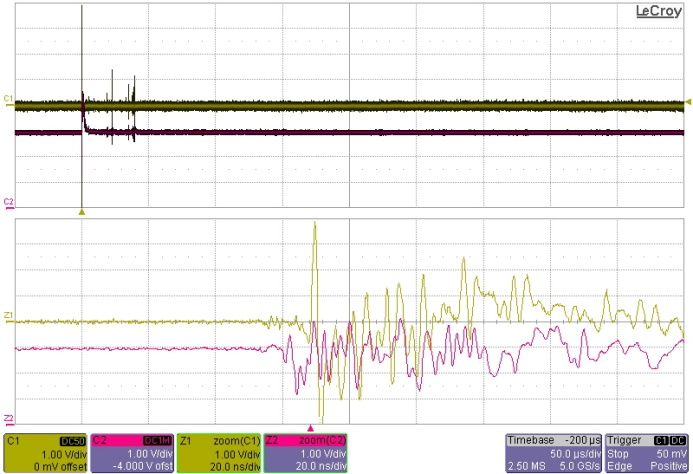 LeCroy
C1
C2
Z1
Z2
C1 DC50
1.00 V/div
0 mV offset
C2 DC1M
1.00 V/div
-4.000 V ofst
Z1 zoom(C1)
1.00 V/div
20.0 ns/div
Z2 zoom(C2)
1.00 V/div
20.0 ns/div
Timebase -200 µs
50.0 µs/div
2.50 MS 5.0 GS/s
Trigger C1 DC
Stop 50 mV
Edge Positive